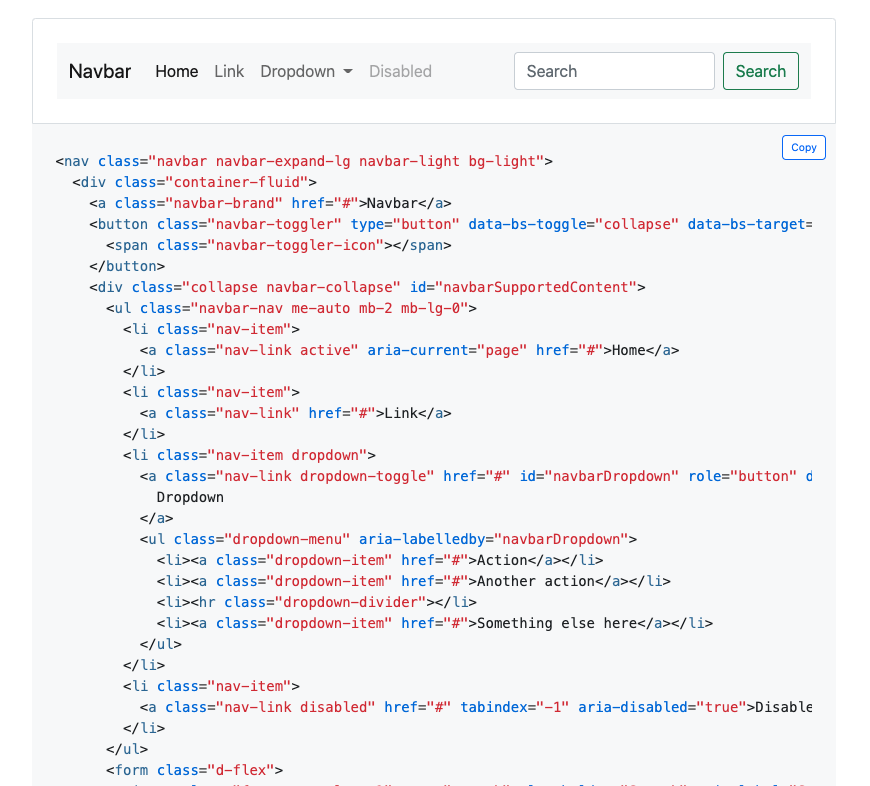 Navbar Home Link Dropdown Disabled Search Search
Copy
<nav class="navbar navbar-expand-lg navbar-light bg-light">
  <div class="container-fluid">
    <a class="navbar-brand" href="#">Navbar</a>
    <button class="navbar-toggler" type="button" data-bs-toggle="collapse" data-bs-target=
      <span class="navbar-toggler-icon"></span>
    </button>
    <div class="collapse navbar-collapse" id="navbarSupportedContent">
      <ul class="navbar-nav me-auto mb-2 mb-lg-0">
        <li class="nav-item">
          <a class="nav-link active" aria-current="page" href="#">Home</a>
        </li>
        <li class="nav-item">
          <a class="nav-link" href="#">Link</a>
        </li>
        <li class="nav-item dropdown">
          <a class="nav-link dropdown-toggle" href="#" id="navbarDropdown" role="button" d
            Dropdown
          </a>
          <ul class="dropdown-menu" aria-labelledby="navbarDropdown">
            <li><a class="dropdown-item" href="#">Action</a></li>
            <li><a class="dropdown-item" href="#">Another action</a></li>
            <li><hr class="dropdown-divider"></li>
            <li><a class="dropdown-item" href="#">Something else here</a></li>
          </ul>
        </li>
        <li class="nav-item">
          <a class="nav-link disabled" href="#" tabindex="-1" aria-disabled="true">Disable
        </li>
      </ul>
      <form class="d-flex">